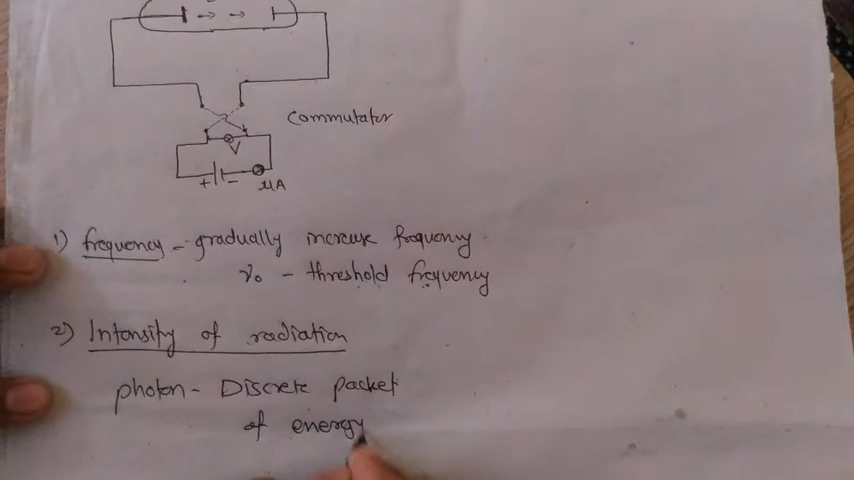 Commutator
V
+ - μA
1) frequency - gradually increase frequency.
ν₀ - threshold frequency
2) Intensity of radiation
photon - Discrete packet
of energy